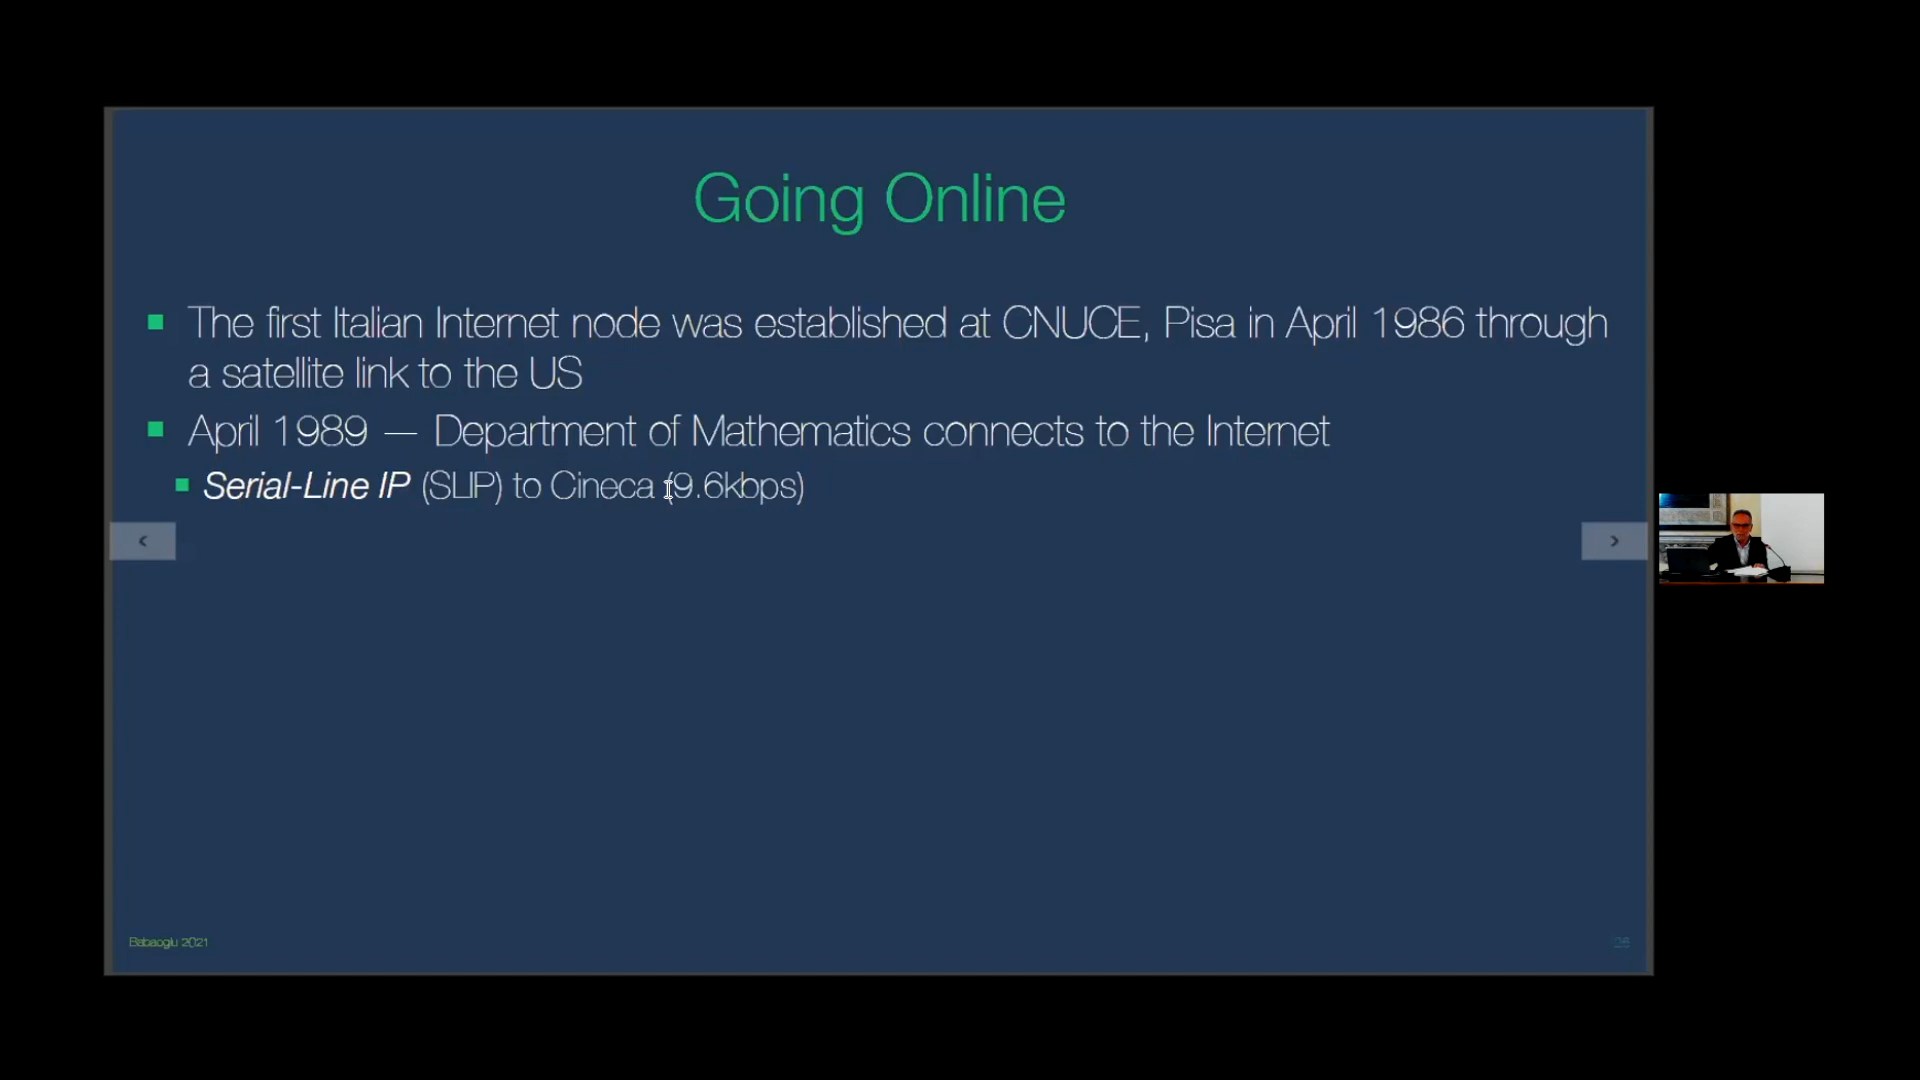 Going Online
The first Italian Internet node was established at CNUCE, Pisa in April 1986 through
a satellite link to the US
April 1989 — Department of Mathematics connects to the Internet
Serial-Line IP (SLIP) to Cineca (9.6kbps)
Babaoglu 2021